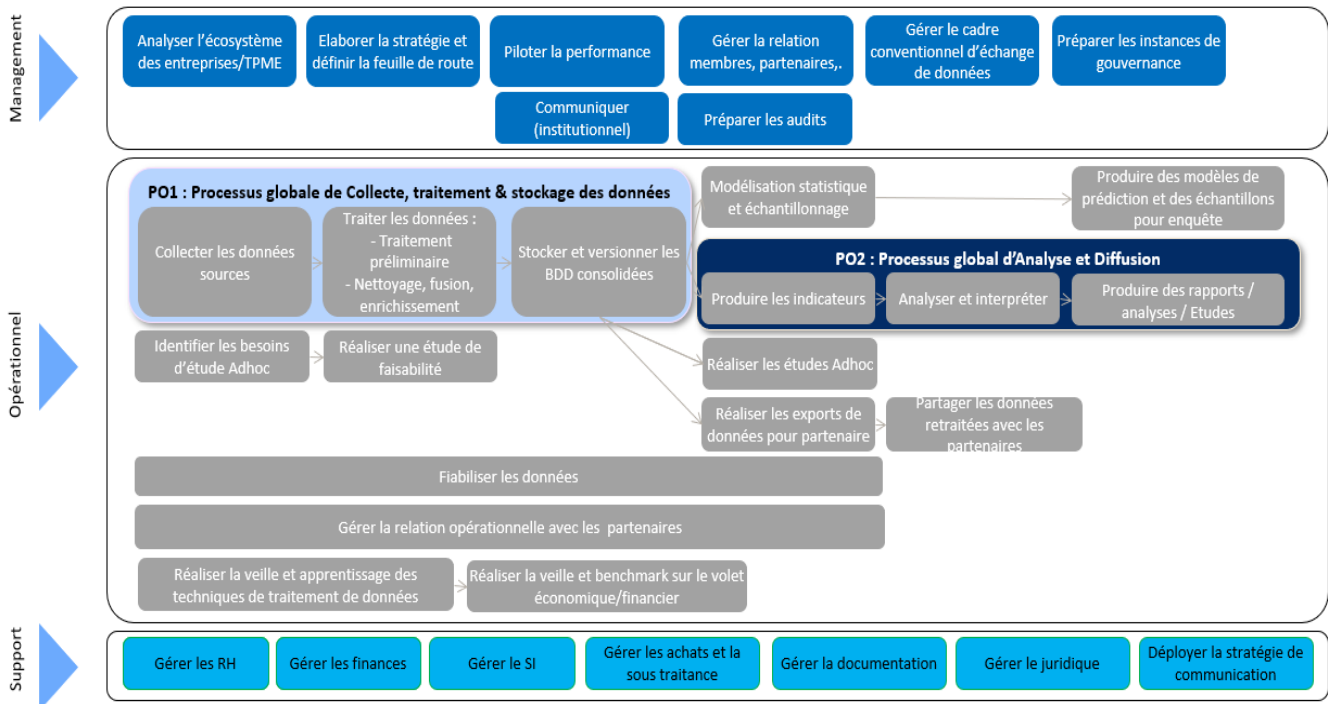 Management
Analyser l'écosystème
des entreprises/TPME
Elaborer la stratégie et
définir la feuille de route
Piloter la performance
Gérer la relation
membres, partenaires,.
Gérer le cadre
conventionnel d'échange
de données
Préparer les instances de
gouvernance
Communiquer
(institutionnel)
Préparer les audits
Opérationnel
PO1 : Processus globale de Collecte, traitement & stockage des données
Collecter les données
sources
Traiter les données :
- Traitement
préliminaire
- Nettoyage, fusion,
enrichissement
Stocker et versionner les
BDD consolidées
Modélisation statistique
et échantillonnage
Produire des modèles de
prédiction et des échantillons
pour enquête
PO2 : Processus global d'Analyse et Diffusion
Produire les indicateurs
Analyser et interpréter
Produire des rapports /
analyses / Etudes
Identifier les besoins
d'étude Adhoc
Réaliser une étude de
faisabilité
Réaliser les études Adhoc
Réaliser les exports de
données pour partenaire
Partager les données
retraitées avec les
partenaires
Fiabiliser les données
Gérer la relation opérationnelle avec les partenaires
Réaliser la veille et apprentissage des
techniques de traitement de données
Réaliser la veille et benchmark sur le volet
économique/financier
Support
Gérer les RH
Gérer les finances
Gérer le SI
Gérer les achats et la
sous traitance
Gérer la documentation
Gérer le juridique
Déployer la stratégie de
communication